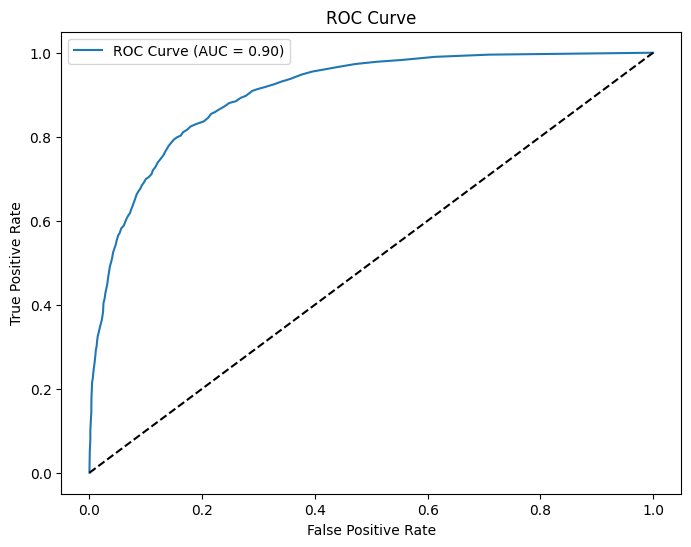 ROC Curve
ROC Curve (AUC = 0.90)
True Positive Rate
1.0
0.8
0.6
0.4
0.2
0.0
0.0 0.2 0.4 0.6 0.8 1.0
False Positive Rate